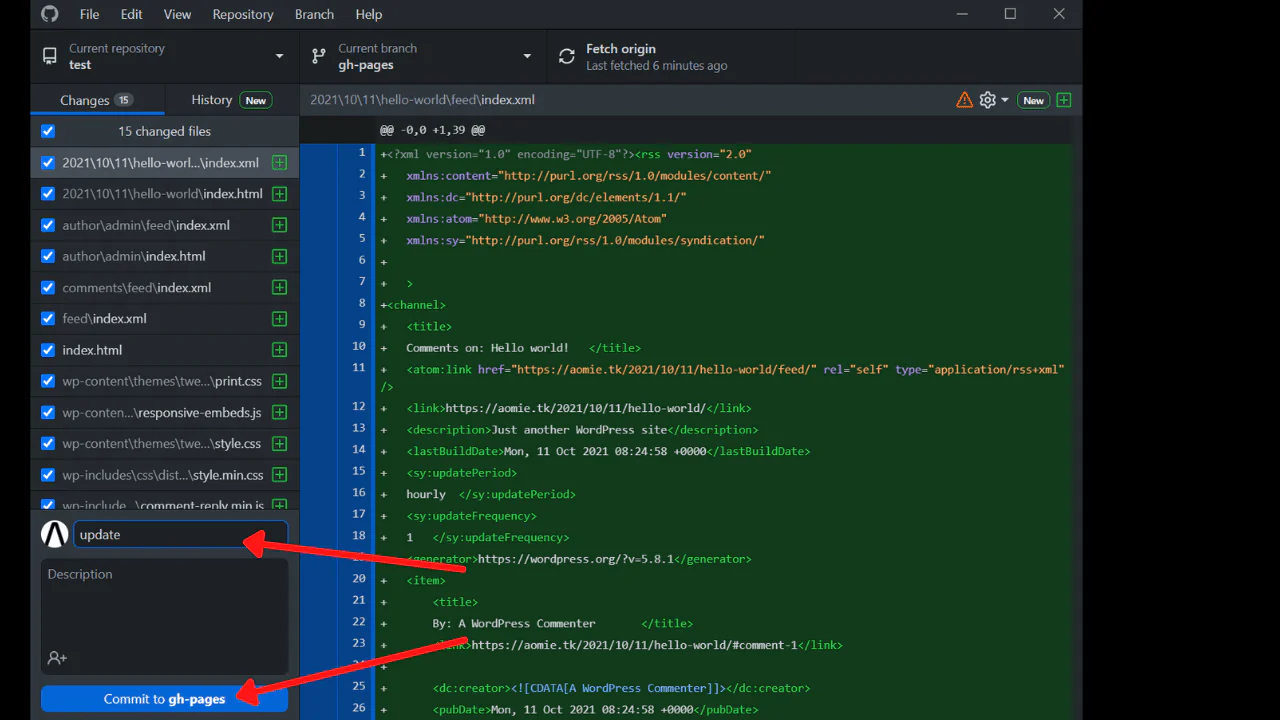 File Edit View Repository Branch Help
Current repository
test
Current branch
gh-pages
Fetch origin
Last fetched 6 minutes ago
Changes 15 History New
2021\10\11\hello-world\feed\index.xml New
15 changed files
2021\10\11\hello-worl...\index.xml
2021\10\11\hello-world\index.html
author\admin\feed\index.xml
author\admin\index.html
comments\feed\index.xml
feed\index.xml
index.html
wp-content\themes\twe...\print.css
wp-conten...\responsive-embeds.js
wp-content\themes\twe...\style.css
wp-includes\css\dist...\style.min.css
wp-include...\comment-reply.min.js
update
Description
Commit to gh-pages
@@ -0,0 +1,39 @@
1 +<?xml version="1.0" encoding="UTF-8"?><rss version="2.0"
2 + xmlns:content="http://purl.org/rss/1.0/modules/content/"
3 + xmlns:dc="http://purl.org/dc/elements/1.1/"
4 + xmlns:atom="http://www.w3.org/2005/Atom"
5 + xmlns:sy="http://purl.org/rss/1.0/modules/syndication/"
6 +
7 + >
8 +<channel>
9 + <title>
10 + Comments on: Hello world! </title>
11 + <atom:link href="https://aomie.tk/2021/10/11/hello-world/feed/" rel="self" type="application/rss+xml"
/>
12 + <link>https://aomie.tk/2021/10/11/hello-world/</link>
13 + <description>Just another WordPress site</description>
14 + <lastBuildDate>Mon, 11 Oct 2021 08:24:58 +0000</lastBuildDate>
15 + <sy:updatePeriod>
16 + hourly </sy:updatePeriod>
17 + <sy:updateFrequency>
18 + 1 </sy:updateFrequency>
<generator>https://wordpress.org/?v=5.8.1</generator>
20 + <item>
21 + <title>
22 + By: A WordPress Commenter </title>
23 + <link>https://aomie.tk/2021/10/11/hello-world/#comment-1</link>
+
25 + <dc:creator><![CDATA[A WordPress Commenter]]></dc:creator>
26 + <pubDate>Mon, 11 Oct 2021 08:24:58 +0000</pubDate>